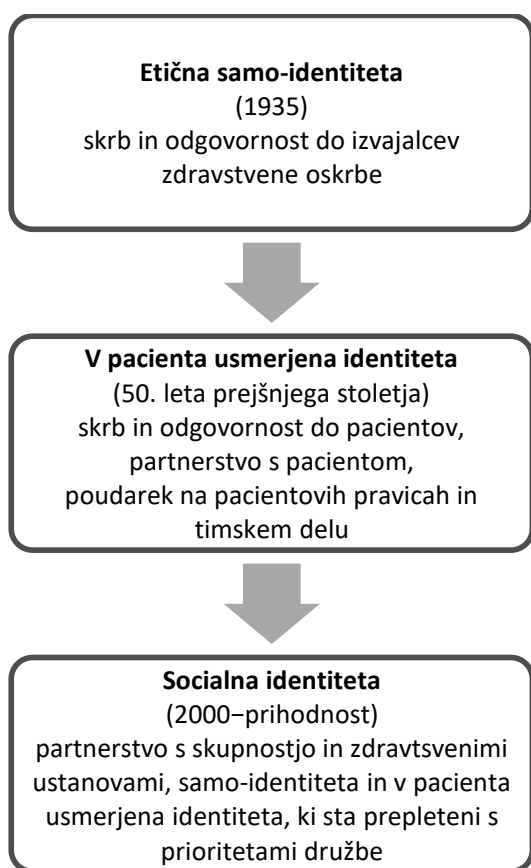 Etična samo-identiteta
(1935)
skrb in odgovornost do izvajalcev
zdravstvene oskrbe
V pacienta usmerjena identiteta
(50. leta prejšnjega stoletja)
skrb in odgovornost do pacientov,
partnerstvo s pacientom,
poudarek na pacientovih pravicah in
timskem delu
Socialna identiteta
(2000−prihodnost)
partnerstvo s skupnostjo in zdravtsvenimi
ustanovami, samo-identiteta in v pacienta
usmerjena identiteta, ki sta prepleteni s
prioritetami družbe